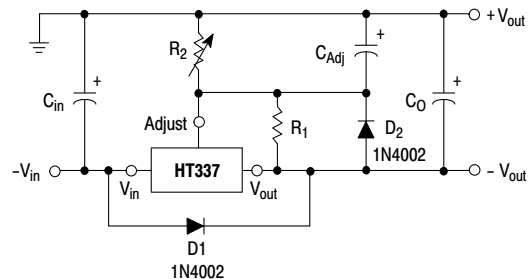 + Vout
+
R2
CAdj
+
Cin
+
CO
Adjust
R1
D2
1N4002
–Vin
Vin
HT337
Vout
– Vout
D1
1N4002